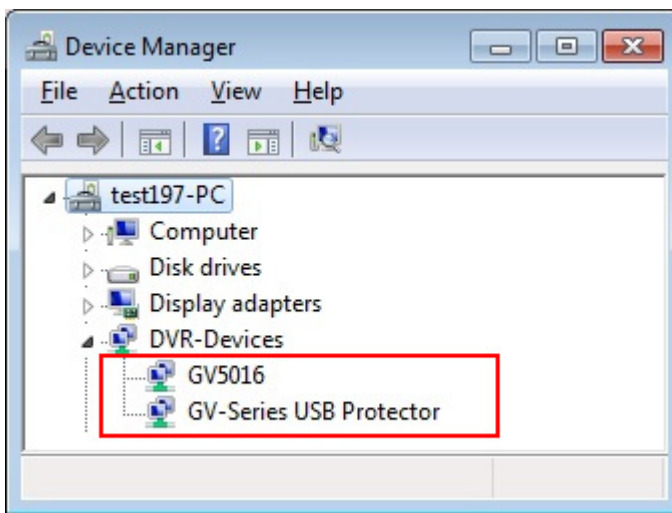 Device Manager
File Action View Help
test197-PC
Computer
Disk drives
Display adapters
DVR-Devices
GV5016
GV-Series USB Protector